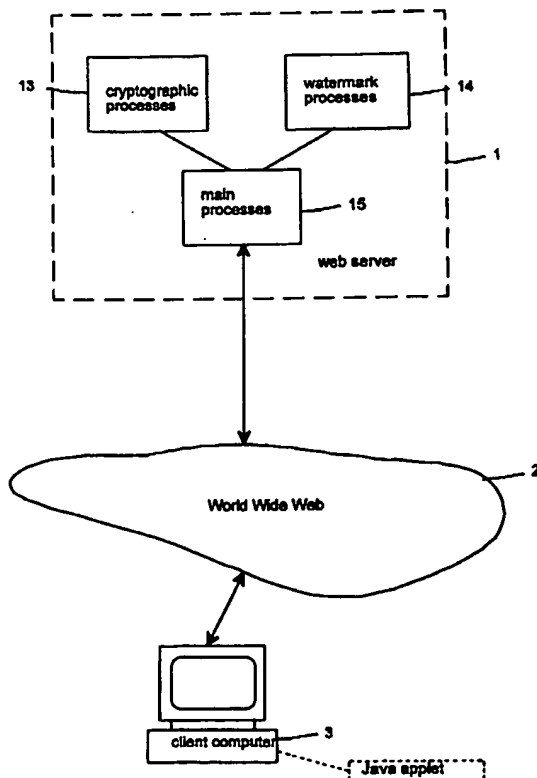 13
cryptographic
processes
watermark
processes
14
1
main
processes
15
web server
2
World Wide Web
3
client computer
Java applet